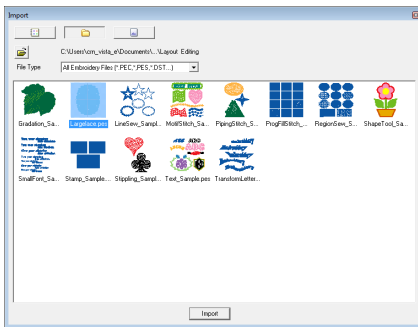 Import
C:\Users\cm_vista_e\Documents\...\Layout Editing
File Type
All Embroidery Files (*.PEC,*.PES,*.DST...)
Gradation_Sa... Largelace.pes LineSew_Sampl... MotifStitch_Sa... PipingStitch_S... ProgFillStitch_... RegionSew_S... ShapeTool_Sa...
SmallFont_Sa... Stamp_Sample.... Stippling_Sampl... Text_Sample.pes TransformLetter...
Import